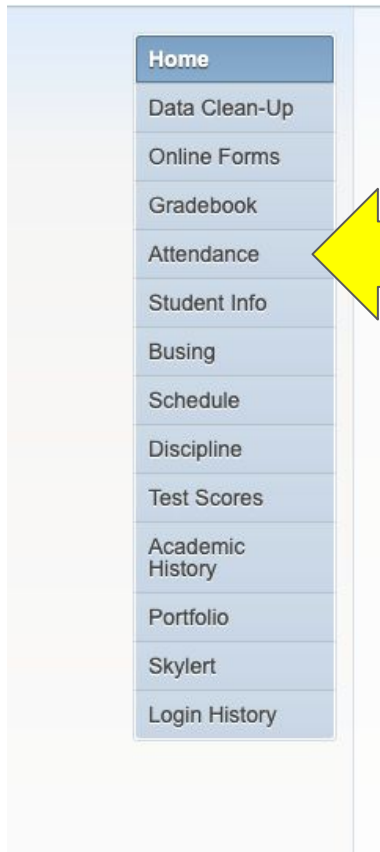 Home
Data Clean-Up
Online Forms
Gradebook
Attendance
Student Info
Busing
Schedule
Discipline
Test Scores
Academic
History
Portfolio
Skylert
Login History